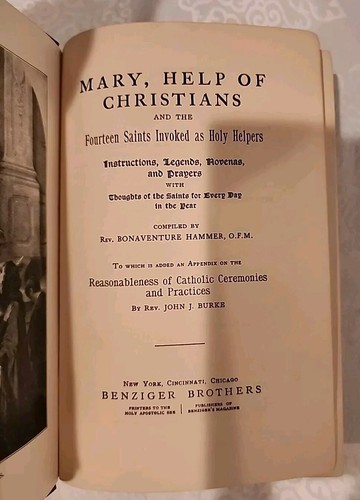 MARY, HELP OF
CHRISTIANS
AND THE
Fourteen Saints Invoked as Holy Helpers
Instructions, Legends, Novenas,
and Prayers
WITH
Thoughts of the Saints for Every Day
in the Year
COMPILED BY
REV. BONAVENTURE HAMMER, O.F.M.
TO WHICH IS ADDED AN APPENDIX ON THE
Reasonableness of Catholic Ceremonies
and Practices
BY REV. JOHN J. BURKE
NEW YORK, CINCINNATI, CHICAGO
BENZIGER BROTHERS
PRINTERS TO THE
HOLY APOSTOLIC SEE
PUBLISHERS OF
BENZIGER'S MAGAZINE